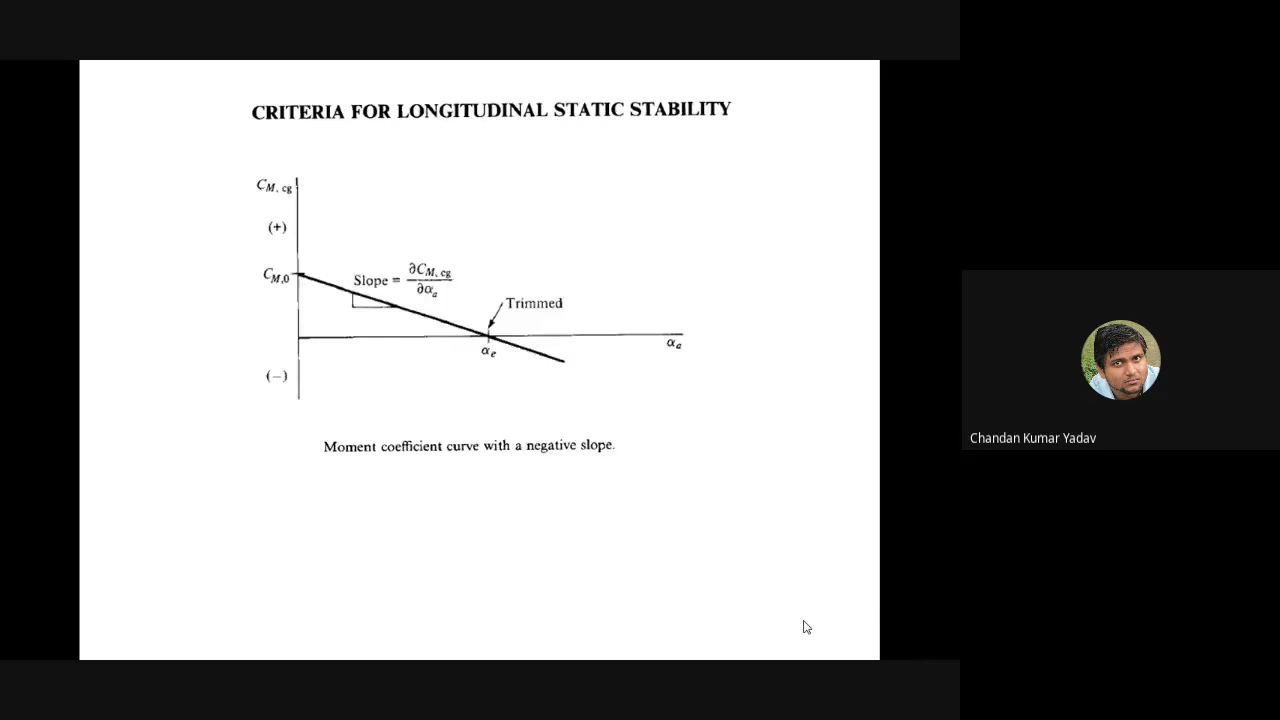 CRITERIA FOR LONGITUDINAL STATIC STABILITY
C_M, cg
(+)
C_M,0
Slope = ∂C_M, cg / ∂α_a
Trimmed
α_e
α_a
(−)
Moment coefficient curve with a negative slope.
Chandan Kumar Yadav